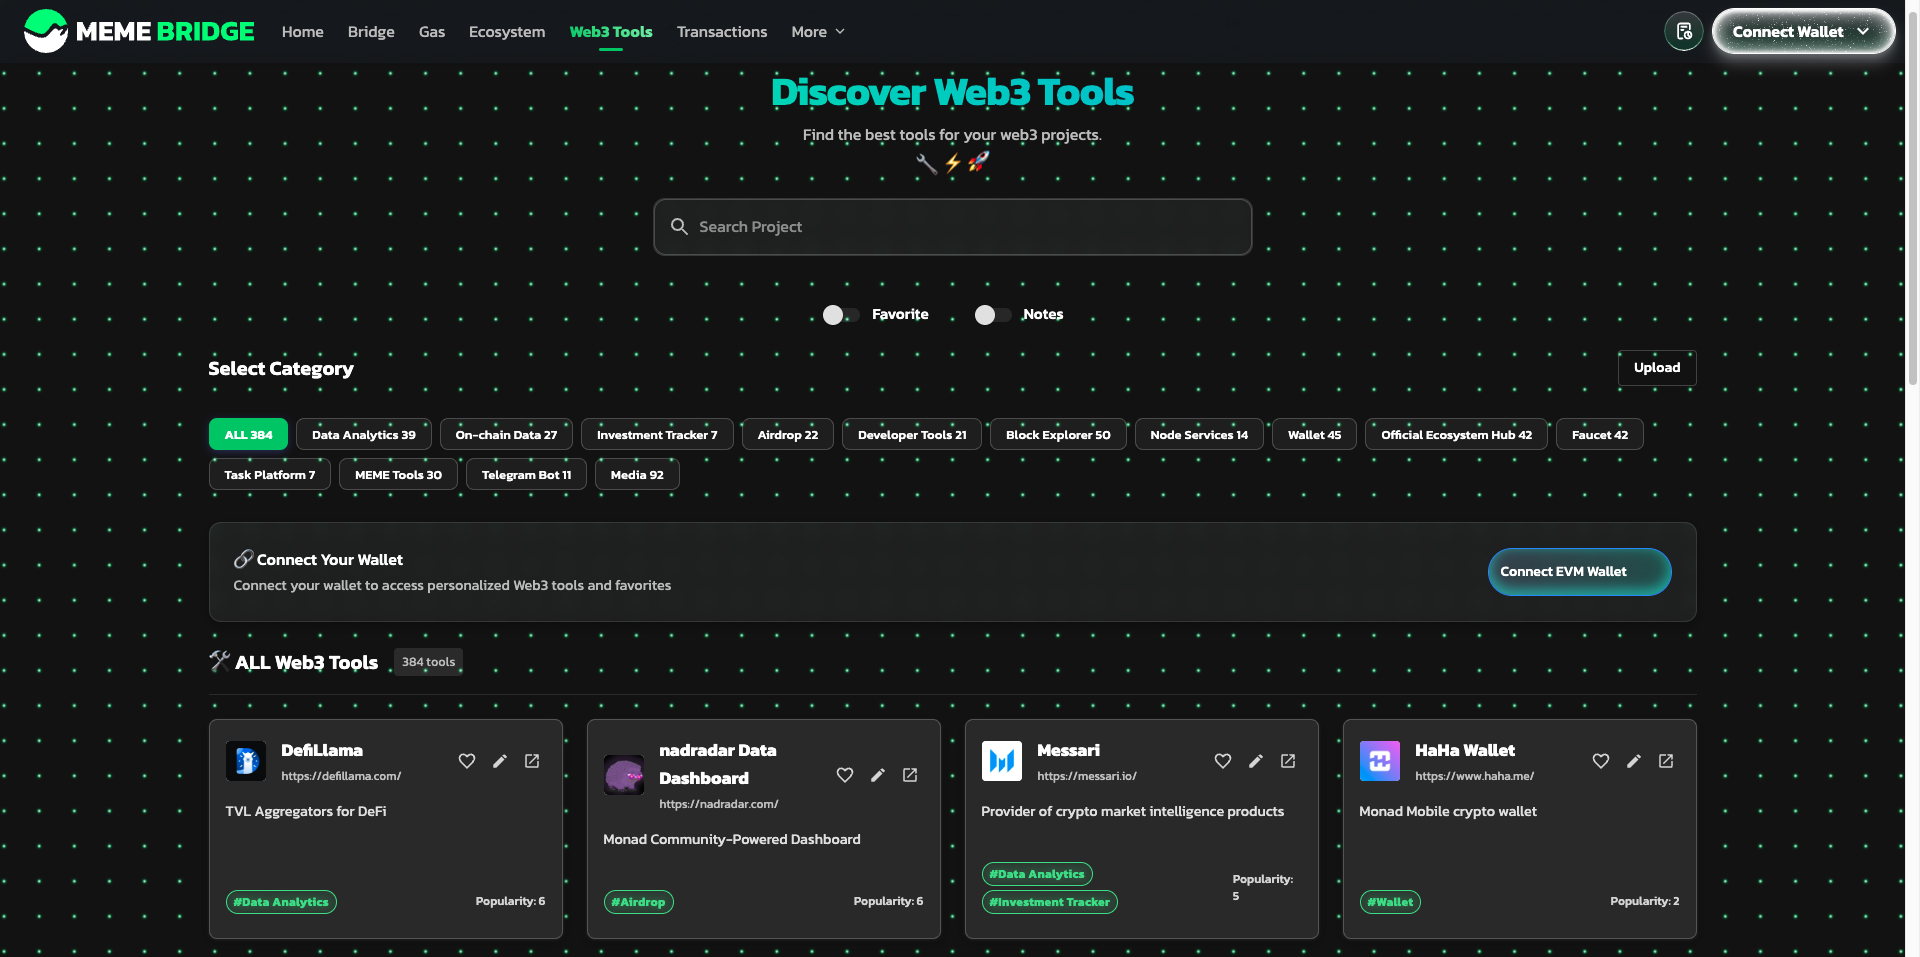 MEME BRIDGE
Home
Bridge
Gas
Ecosystem
Web3 Tools
Transactions
More
Connect Wallet
Discover Web3 Tools
Find the best tools for your web3 projects.
Search Project
Favorite
Notes
Select Category
Upload
ALL 384
Data Analytics 39
On-chain Data 27
Investment Tracker 7
Airdrop 22
Developer Tools 21
Block Explorer 50
Node Services 14
Wallet 45
Official Ecosystem Hub 42
Faucet 42
Task Platform 7
MEME Tools 30
Telegram Bot 11
Media 92
Connect Your Wallet
Connect your wallet to access personalized Web3 tools and favorites
Connect EVM Wallet
ALL Web3 Tools
384 tools
DefiLlama
https://defillama.com/
TVL Aggregators for DeFi
#Data Analytics
Popularity: 6
nadradar Data
Dashboard
https://nadradar.com/
Monad Community-Powered Dashboard
#Airdrop
Popularity: 6
Messari
https://messari.io/
Provider of crypto market intelligence products
#Data Analytics
#Investment Tracker
Popularity:
5
HaHa Wallet
https://www.haha.me/
Monad Mobile crypto wallet
#Wallet
Popularity: 2